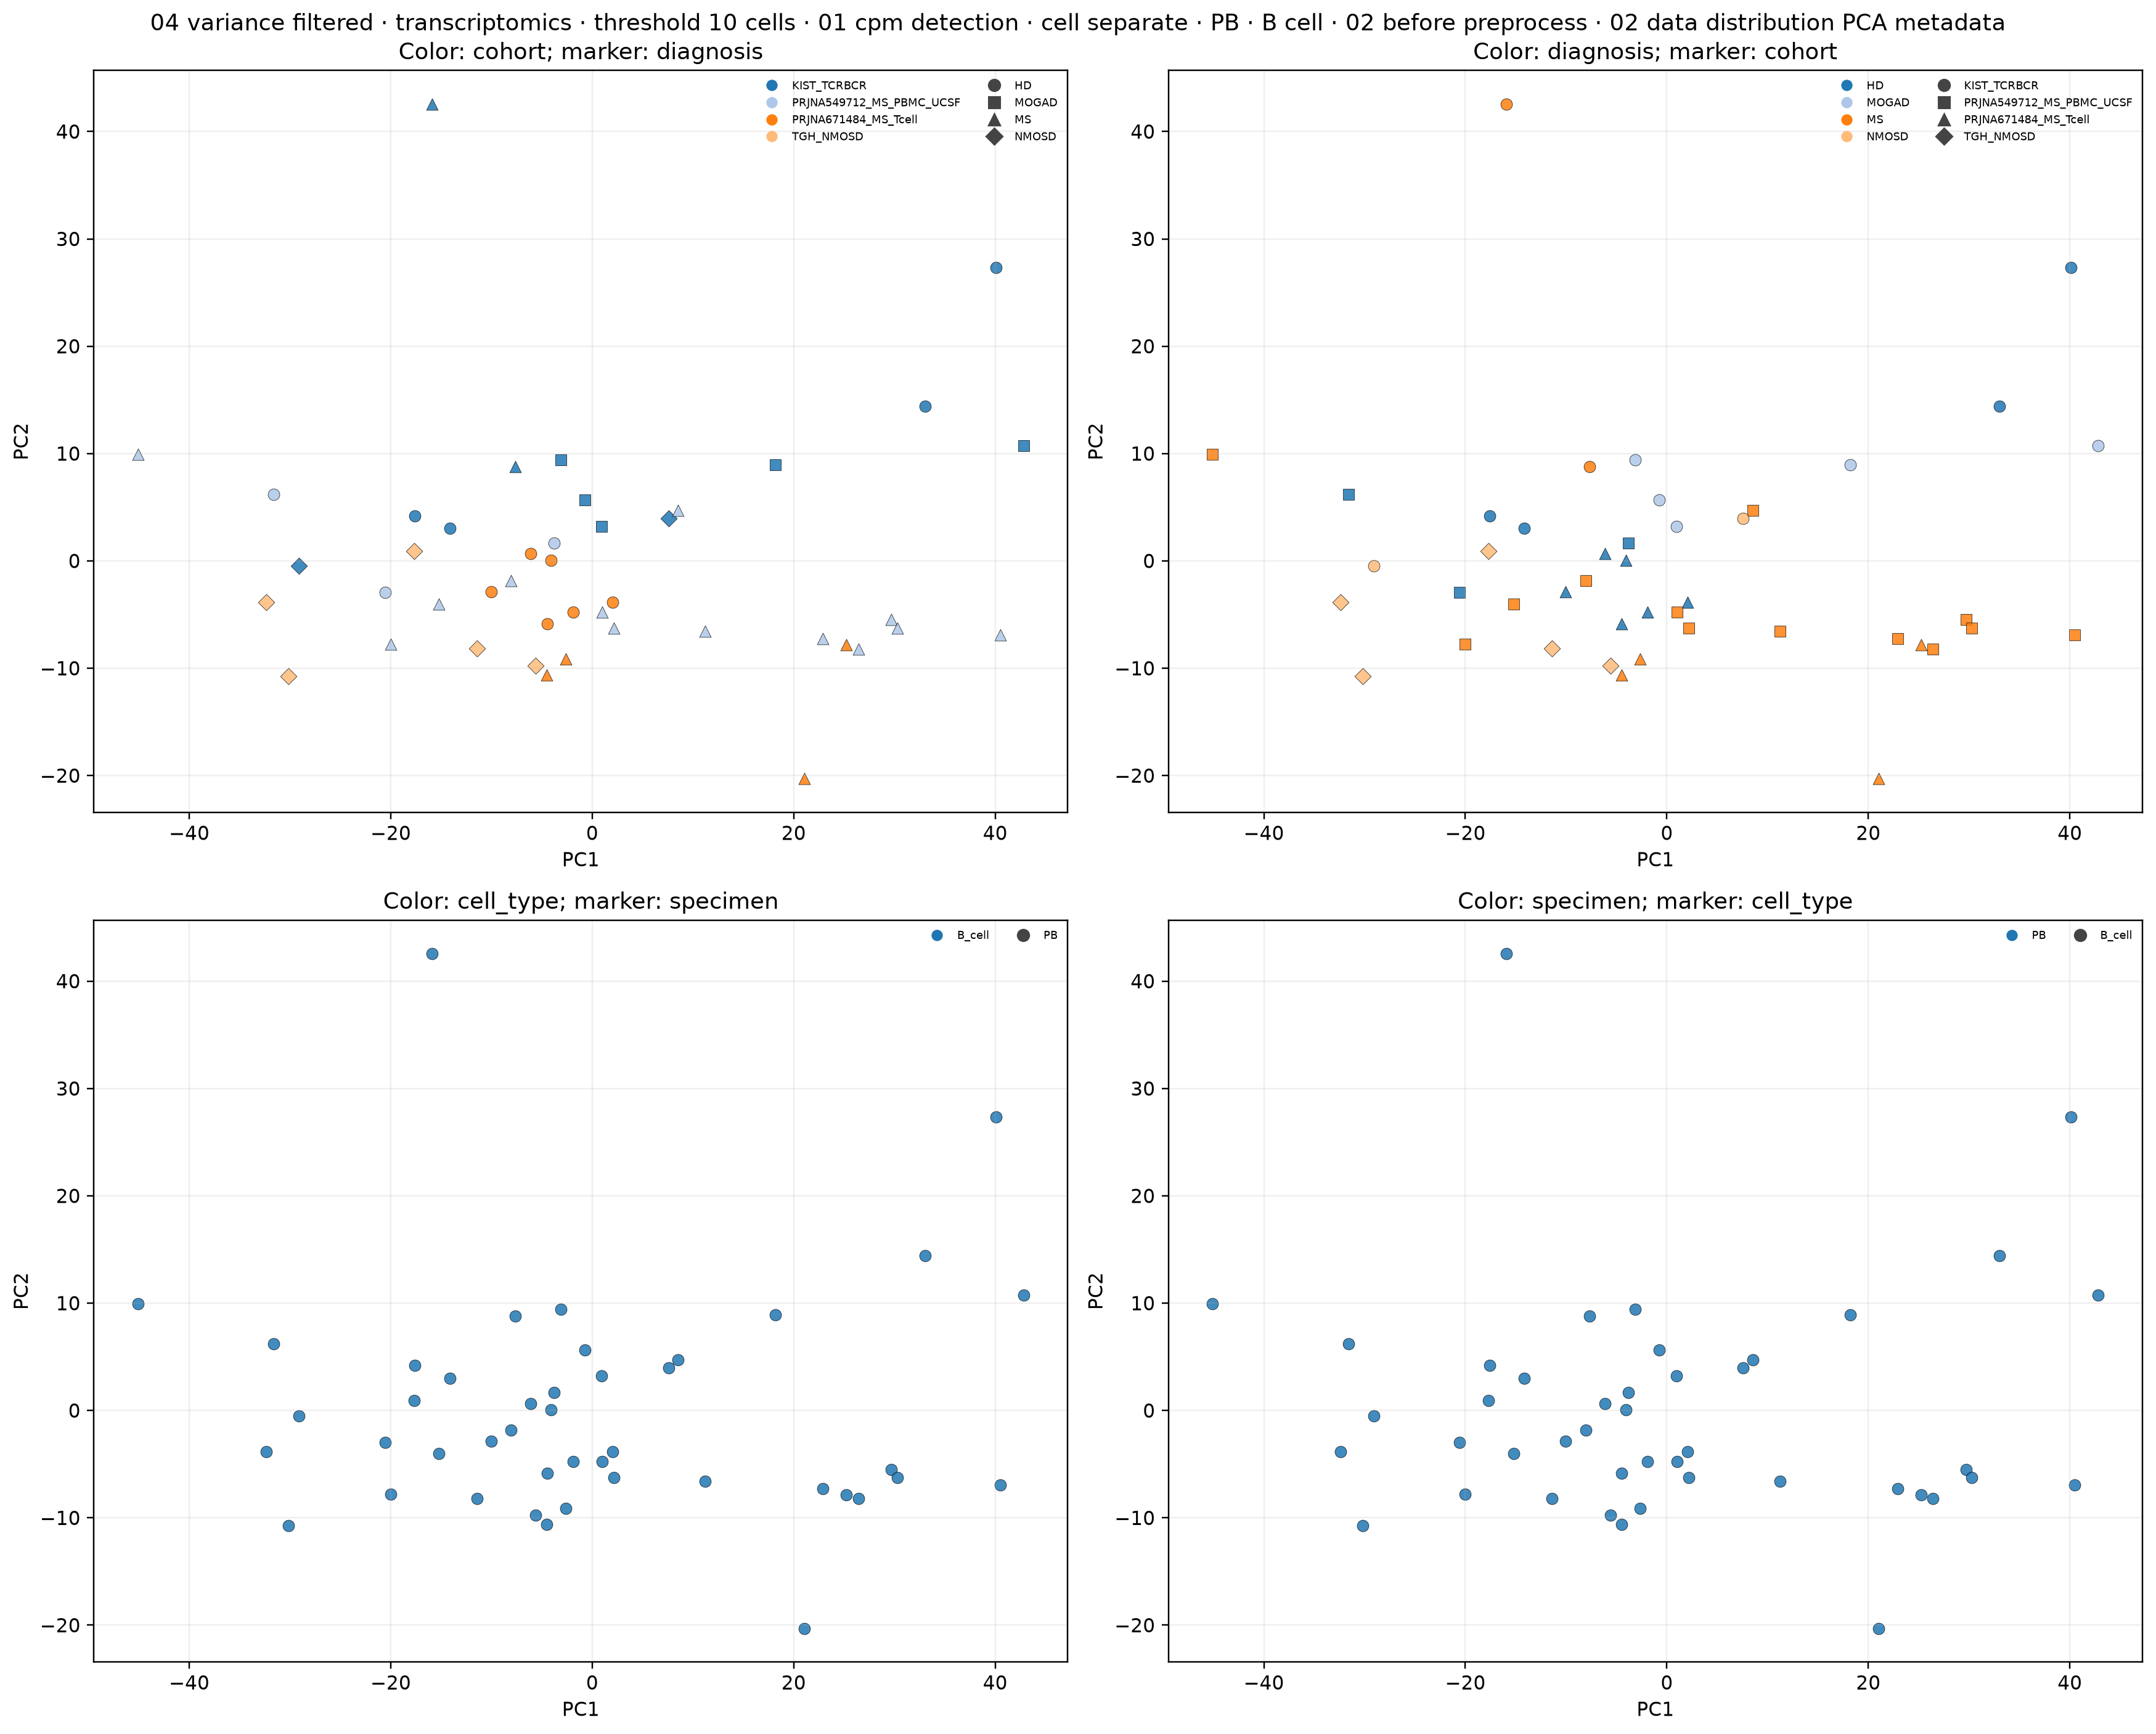 04 variance filtered · transcriptomics · threshold 10 cells · 01 cpm detection · cell separate · PB · B cell · 02 before preprocess · 02 data distribution PCA metadata
Color: cohort; marker: diagnosis
KIST_TCRBCR
PRJNA549712_MS_PBMC_UCSF
PRJNA671484_MS_Tcell
TGH_NMOSD
HD
MOGAD
MS
NMOSD
40
30
20
10
0
−10
−20
PC2
−40
−20
0
20
40
PC1
Color: diagnosis; marker: cohort
HD
MOGAD
MS
NMOSD
KIST_TCRBCR
PRJNA549712_MS_PBMC_UCSF
PRJNA671484_MS_Tcell
TGH_NMOSD
40
30
20
10
0
−10
−20
PC2
−40
−20
0
20
40
PC1
Color: cell_type; marker: specimen
B_cell
PB
40
30
20
10
0
−10
−20
PC2
−40
−20
0
20
40
PC1
Color: specimen; marker: cell_type
PB
B_cell
40
30
20
10
0
−10
−20
PC2
−40
−20
0
20
40
PC1